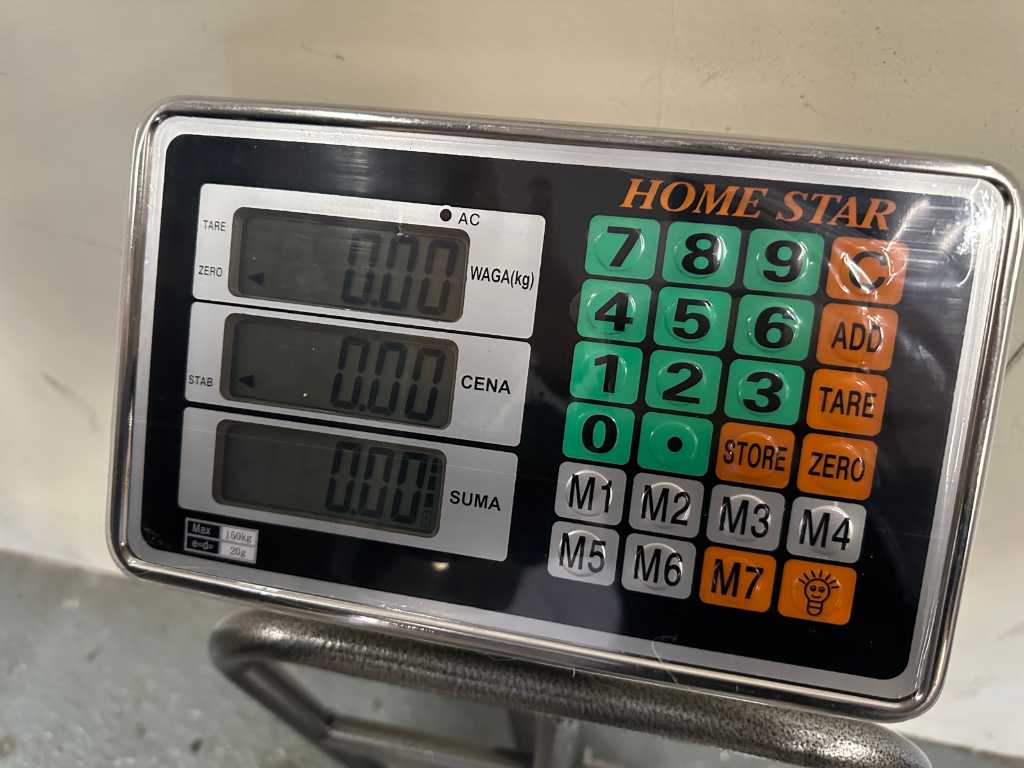 HOME STAR
AC
TARE
ZERO
0.00
WAGA(kg)
STAB
0.00
CENA
0.00
SUMA
Max 150kg
e=d= 20g
7 8 9 C
4 5 6 ADD
1 2 3 TARE
0 . STORE ZERO
M1 M2 M3 M4
M5 M6 M7